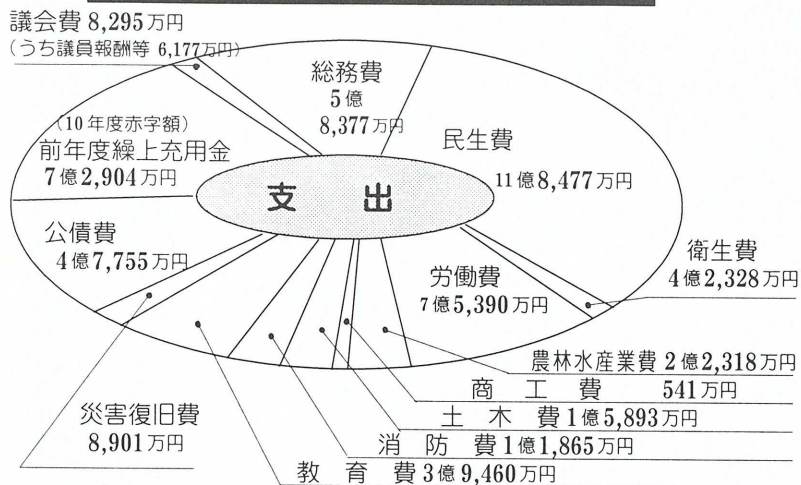 議会費 8,295万円
(うち議員報酬等 6,177万円)
総務費
5億
8,377万円
民生費
11億8,477万円
(10年度赤字額)
前年度繰上充用金
7億2,904万円
支 出
公債費
4億7,755万円
労働費
7億5,390万円
衛生費
4億2,328万円
農林水産業費 2億2,318万円
商工費 541万円
土木費 1億5,893万円
消防費 1億1,865万円
教育費 3億9,460万円
災害復旧費
8,901万円